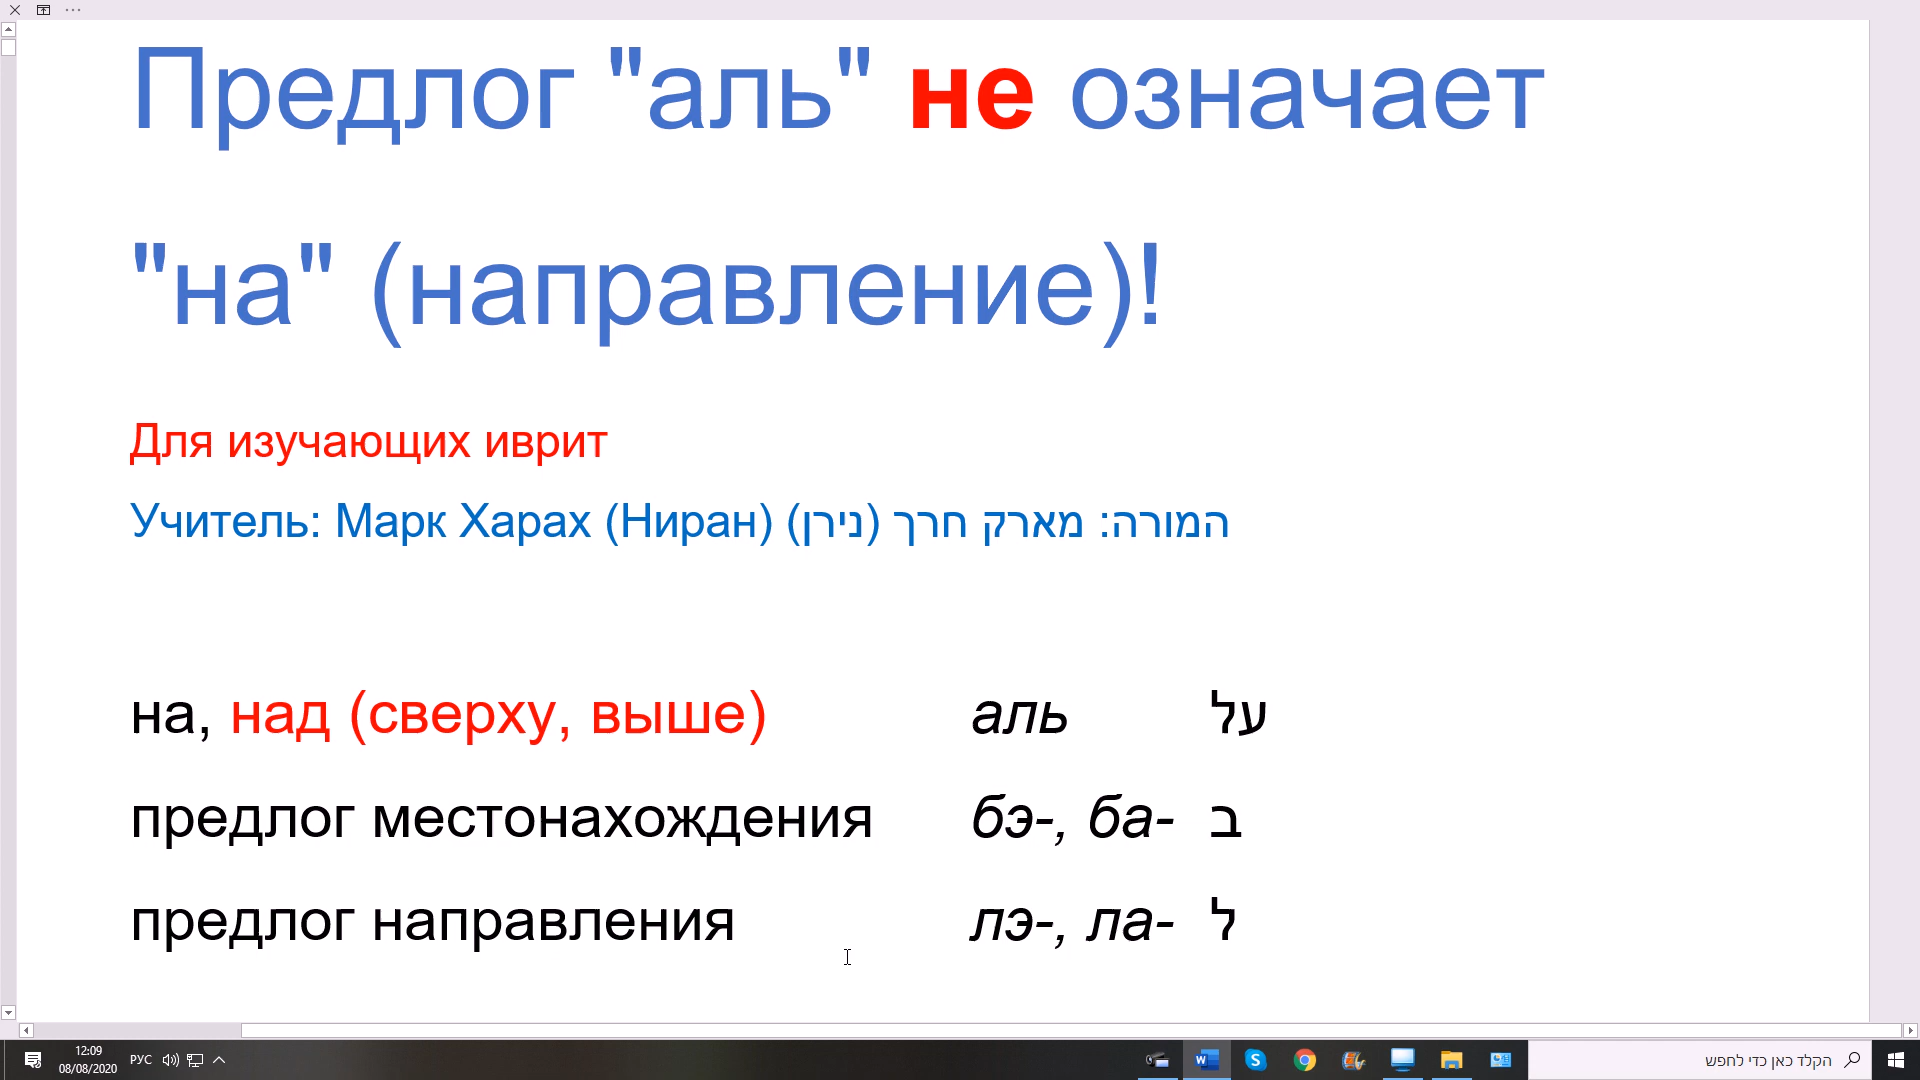 Предлог "аль" не означает
"на" (направление)!
Для изучающих иврит
Учитель: Марк Харах (Ниран) המורה: מארק חרך (נירן)
на, над (сверху, выше) аль על
предлог местонахождения бэ-, ба- ב
предлог направления лэ-, ла- ל
12:09
08/08/2020
РУС
הקלד כאן כדי לחפש